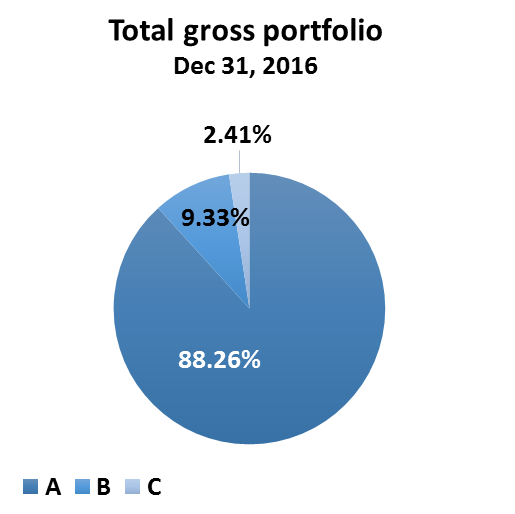 Total gross portfolio
Dec 31, 2016
2.41%
9.33%
88.26%
A B C